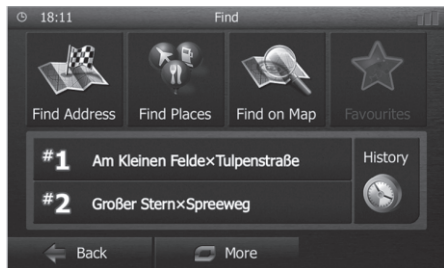 18:11 Find
Find Address Find Places Find on Map Favourites
#1 Am Kleinen Felde×Tulpenstraße
History
#2 Großer Stern×Spreeweg
Back More